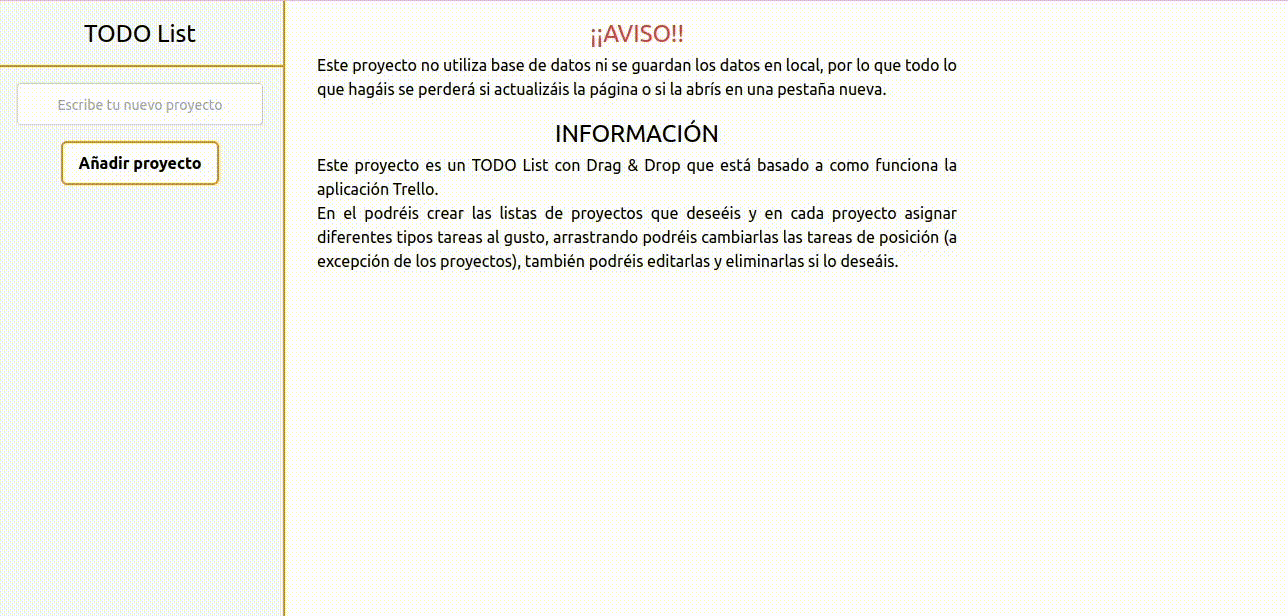 TODO List
Escribe tu nuevo proyecto
Añadir proyecto
¡¡AVISO!!
Este proyecto no utiliza base de datos ni se guardan los datos en local, por lo que todo lo
que hagáis se perderá si actualizáis la página o si la abrís en una pestaña nueva.
INFORMACIÓN
Este proyecto es un TODO List con Drag & Drop que está basado a como funciona la
aplicación Trello.
En el podréis crear las listas de proyectos que deseéis y en cada proyecto asignar
diferentes tipos tareas al gusto, arrastrando podréis cambiarlas las tareas de posición (a
excepción de los proyectos), también podréis editarlas y eliminarlas si lo deseáis.